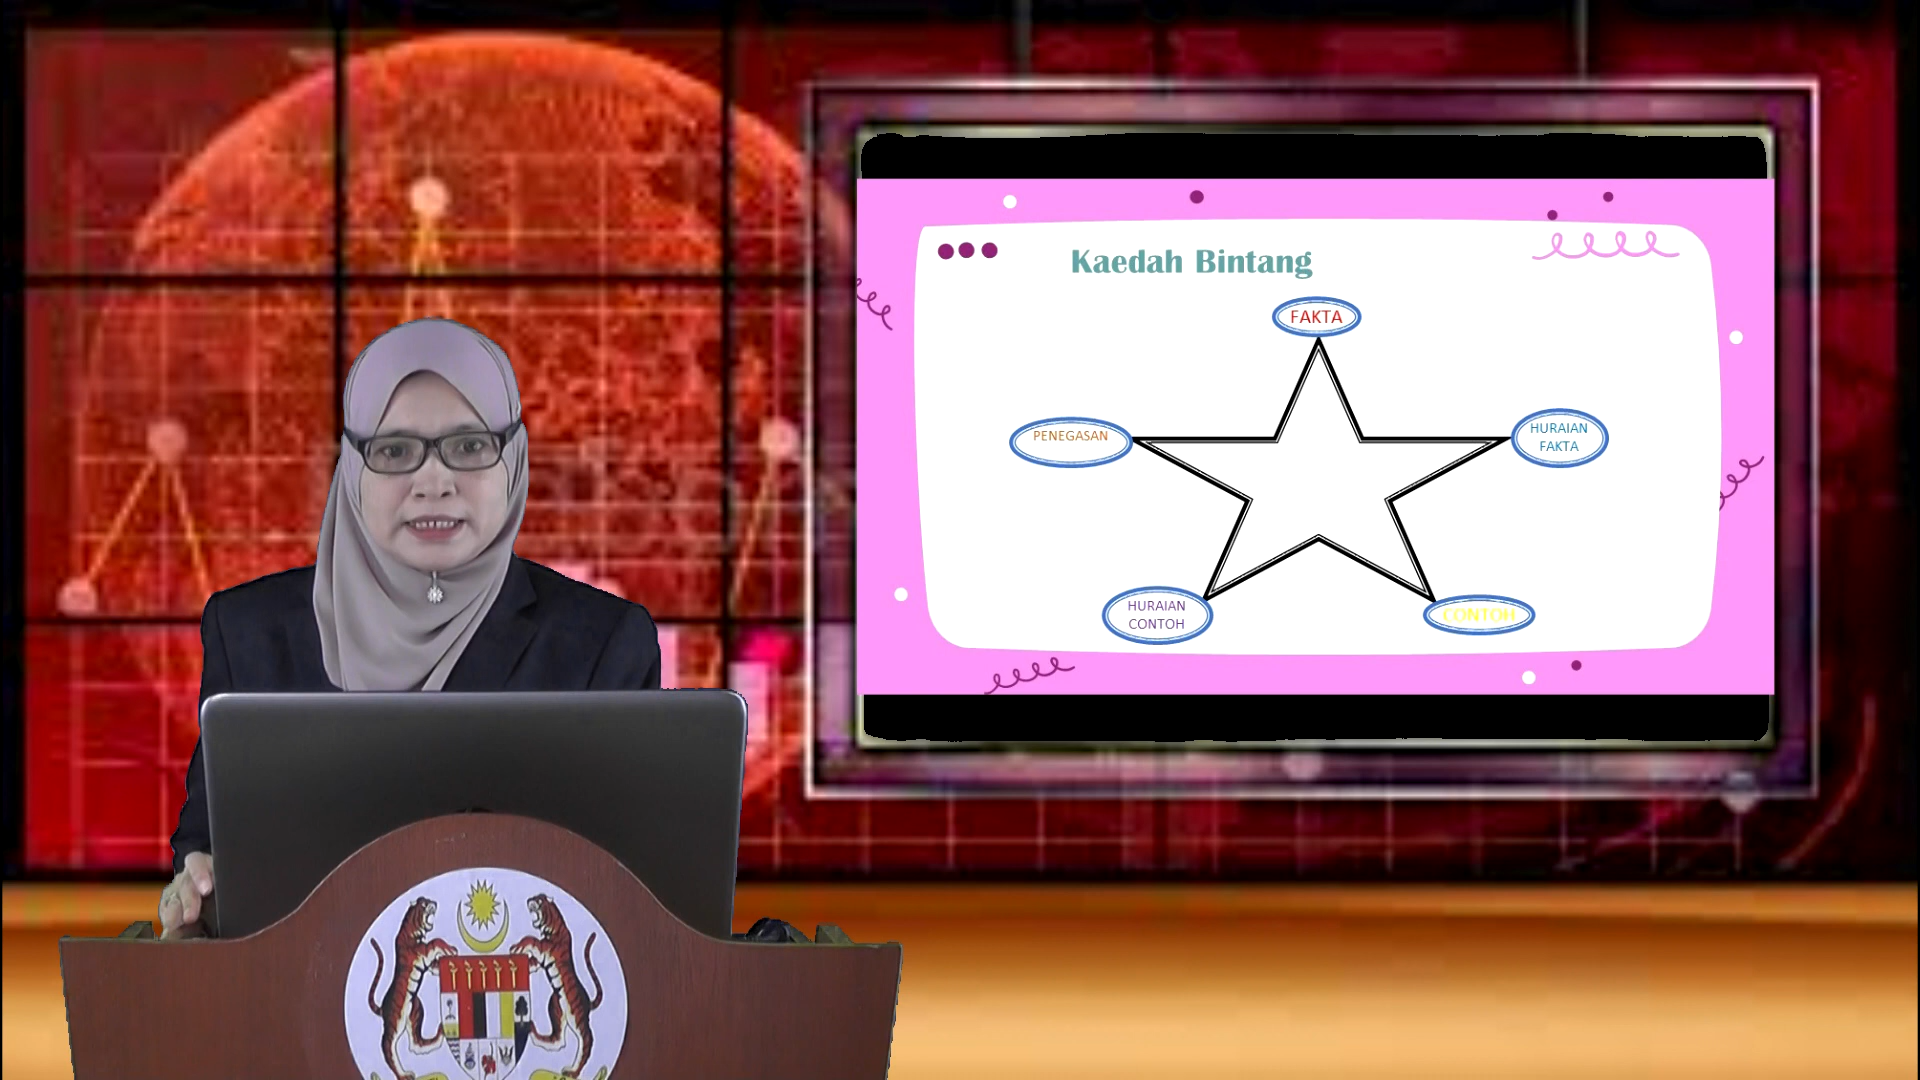 Kaedah Bintang
FAKTA
PENEGASAN
HURAIAN
FAKTA
HURAIAN
CONTOH
CONTOH